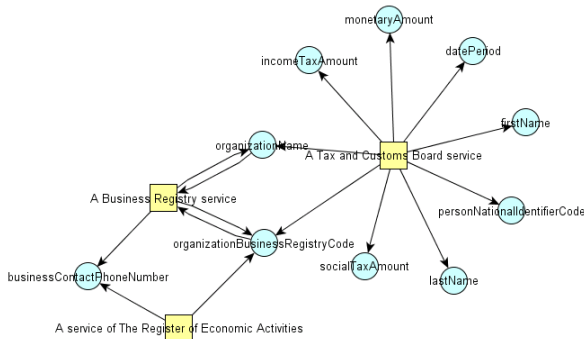 monetaryAmount
datePeriod
incomeTaxAmount
firstName
organizationName
A Tax and Customs Board service
A Business Registry service
personNationalIdentifierCode
organizationBusinessRegistryCode
socialTaxAmount
lastName
businessContactPhoneNumber
A service of The Register of Economic Activities